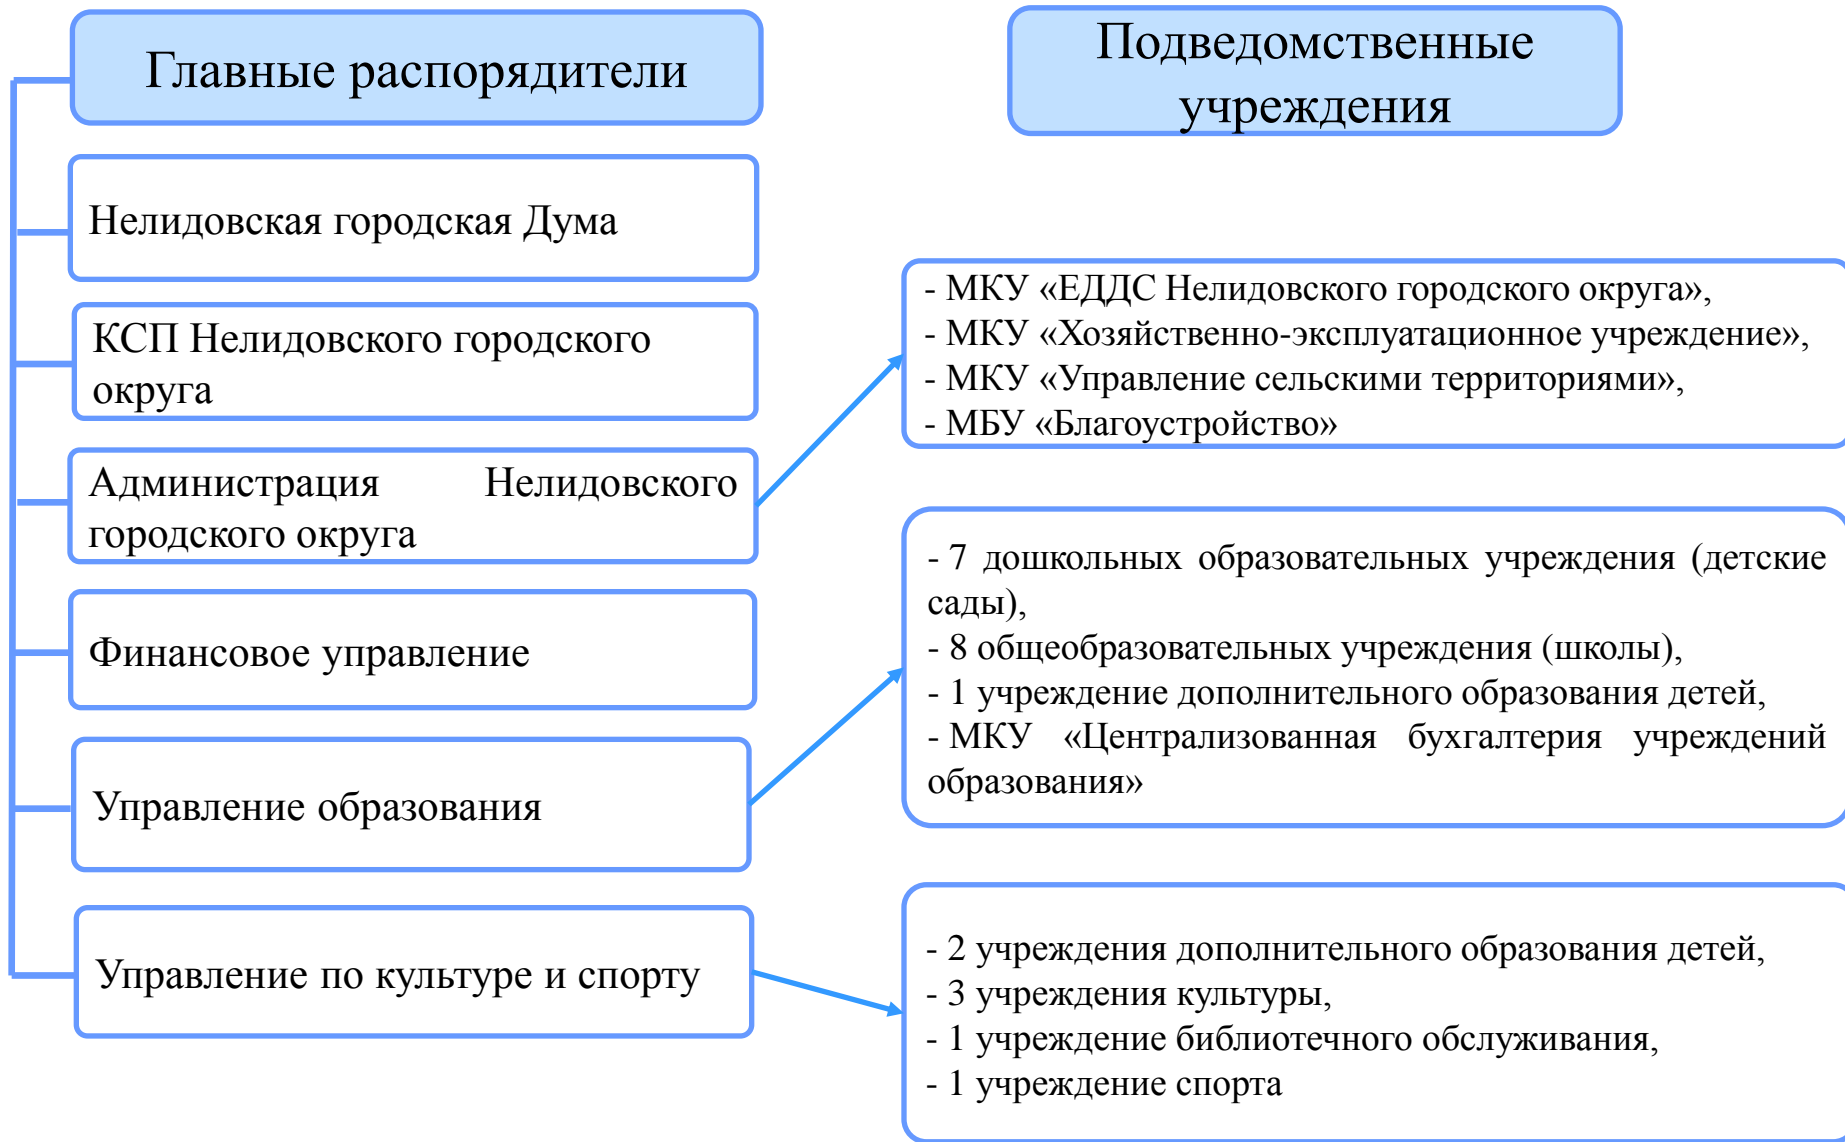 Главные распорядители
Нелидовская городская Дума
КСП Нелидовского городского
округа
Администрация Нелидовского
городского округа
Финансовое управление
Управление образования
Управление по культуре и спорту
Подведомственные
учреждения
- МКУ «ЕДДС Нелидовского городского округа»,
- МКУ «Хозяйственно-эксплуатационное учреждение»,
- МКУ «Управление сельскими территориями»,
- МБУ «Благоустройство»
- 7 дошкольных образовательных учреждения (детские
сады),
- 8 общеобразовательных учреждения (школы),
- 1 учреждение дополнительного образования детей,
- МКУ «Централизованная бухгалтерия учреждений
образования»
- 2 учреждения дополнительного образования детей,
- 3 учреждения культуры,
- 1 учреждение библиотечного обслуживания,
- 1 учреждение спорта